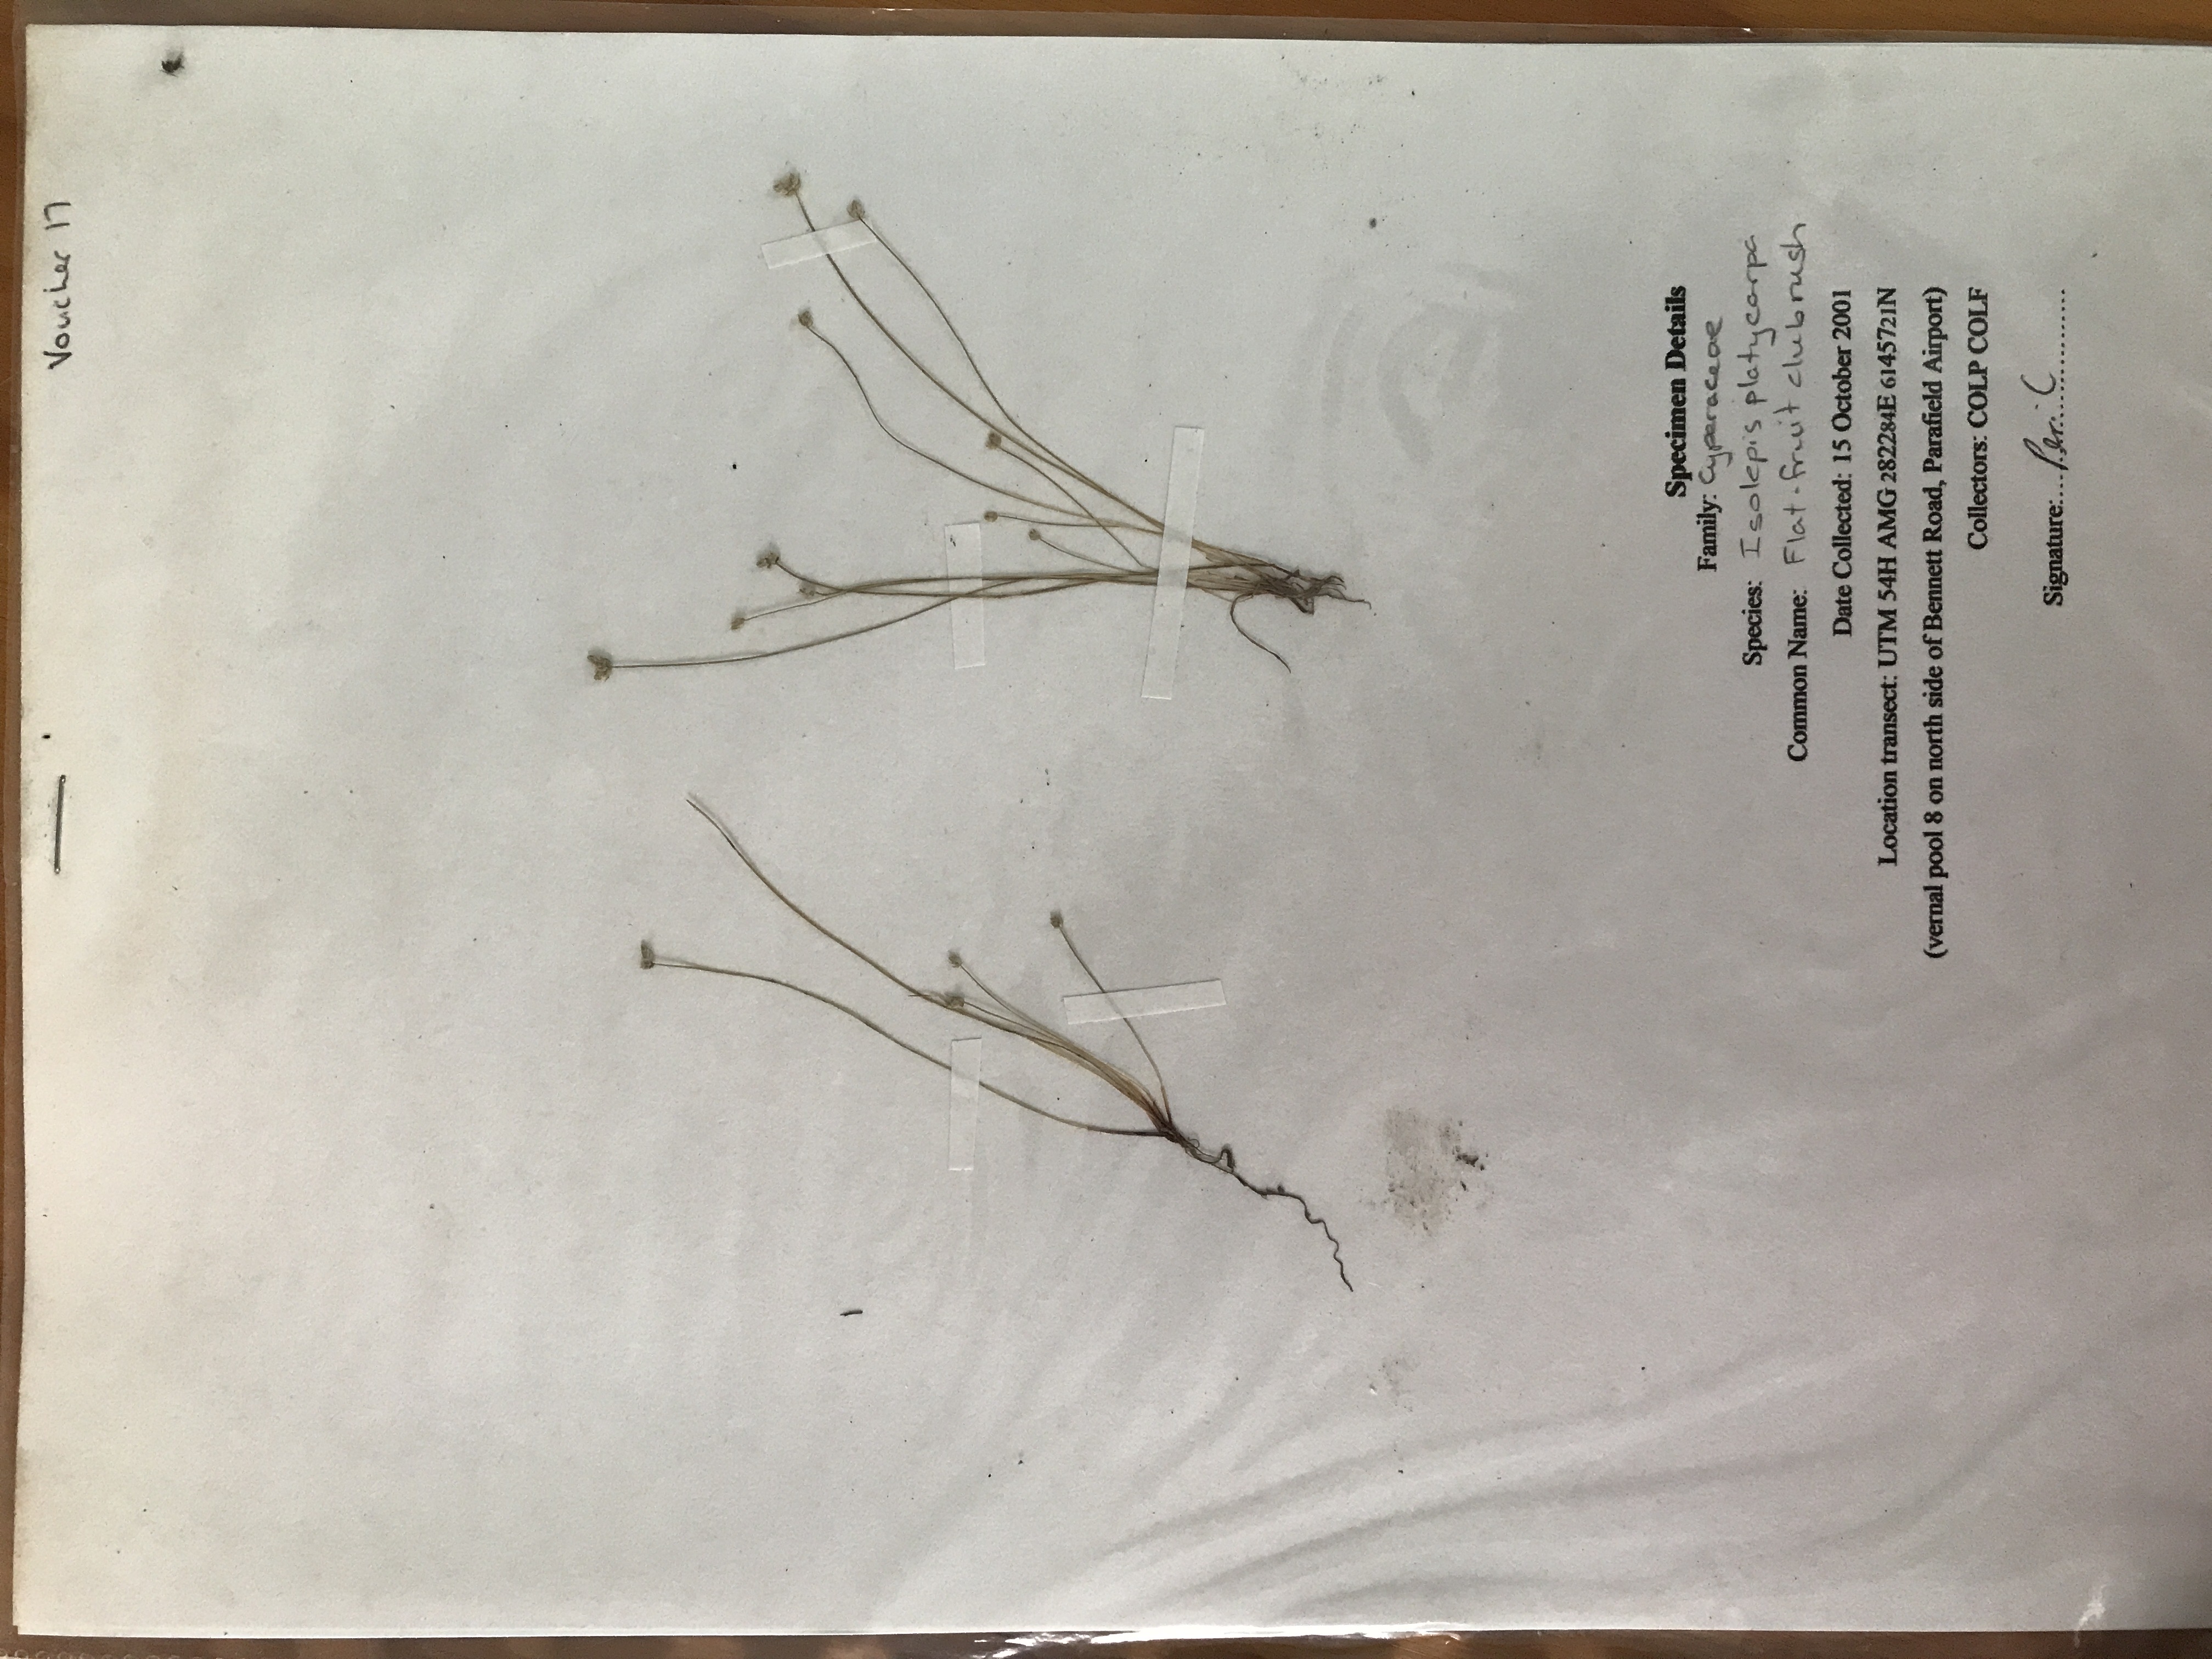 Voucher 17
Specimen Details
Family: Cyperaceae
Species: Isolepis platycarpa
Common Name: Flat-fruit clubrush
Date Collected: 15 October 2001
Location transect: UTM 54H AMG 282284E 6145721N
(vernal pool 8 on north side of Bennett Road, Parafield Airport)
Collectors: COLP COLF
Signature:.... Peri C ...............